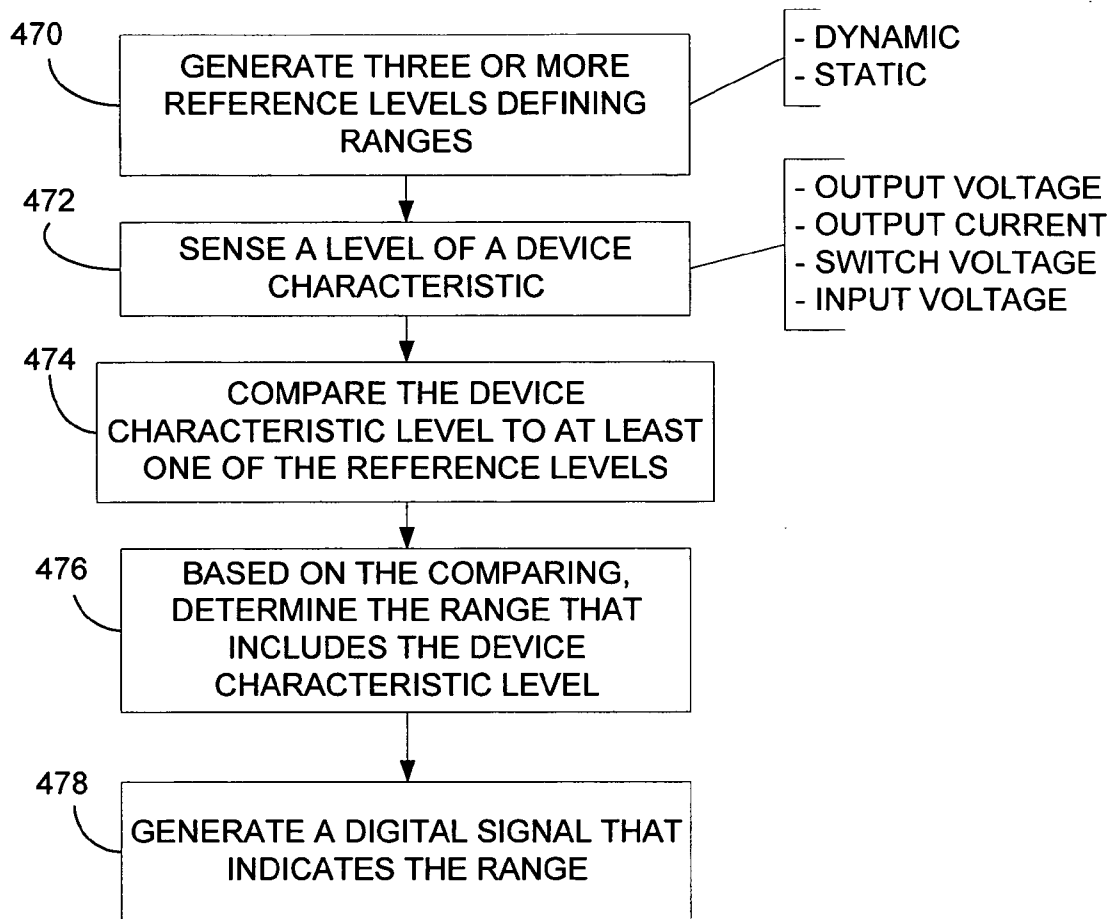 470
GENERATE THREE OR MORE
REFERENCE LEVELS DEFINING
RANGES
- DYNAMIC
- STATIC
472
SENSE A LEVEL OF A DEVICE
CHARACTERISTIC
- OUTPUT VOLTAGE
- OUTPUT CURRENT
- SWITCH VOLTAGE
- INPUT VOLTAGE
474
COMPARE THE DEVICE
CHARACTERISTIC LEVEL TO AT LEAST
ONE OF THE REFERENCE LEVELS
476
BASED ON THE COMPARING,
DETERMINE THE RANGE THAT
INCLUDES THE DEVICE
CHARACTERISTIC LEVEL
478
GENERATE A DIGITAL SIGNAL THAT
INDICATES THE RANGE